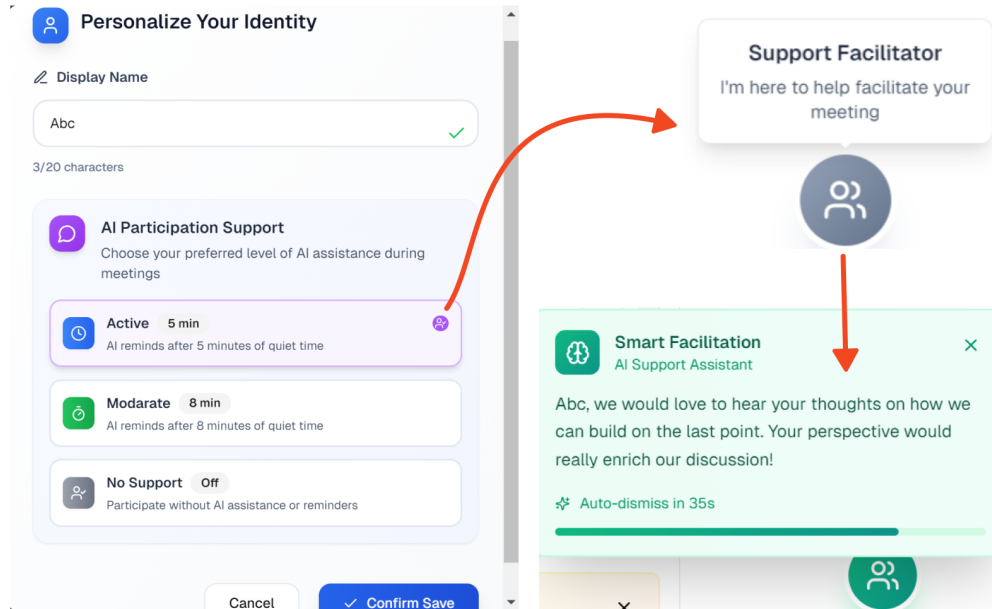 Personalize Your Identity
Display Name
Abc
3/20 characters
AI Participation Support
Choose your preferred level of AI assistance during
meetings
Active 5 min
AI reminds after 5 minutes of quiet time
Modarate 8 min
AI reminds after 8 minutes of quiet time
No Support Off
Participate without AI assistance or reminders
Cancel
Confirm Save
Support Facilitator
I'm here to help facilitate your
meeting
Smart Facilitation
AI Support Assistant
Abc, we would love to hear your thoughts on how we
can build on the last point. Your perspective would
really enrich our discussion!
Auto-dismiss in 35s